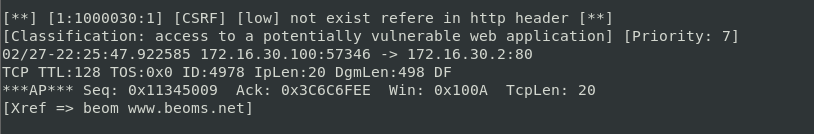 [**] [1:1000030:1] [CSRF] [low] not exist refere in http header [**]
[Classification: access to a potentially vulnerable web application] [Priority: 7]
02/27-22:25:47.922585 172.16.30.100:57346 -> 172.16.30.2:80
TCP TTL:128 TOS:0x0 ID:4978 IpLen:20 DgmLen:498 DF
***AP*** Seq: 0x11345009  Ack: 0x3C6C6FEE  Win: 0x100A  TcpLen: 20
[Xref => beom www.beoms.net]